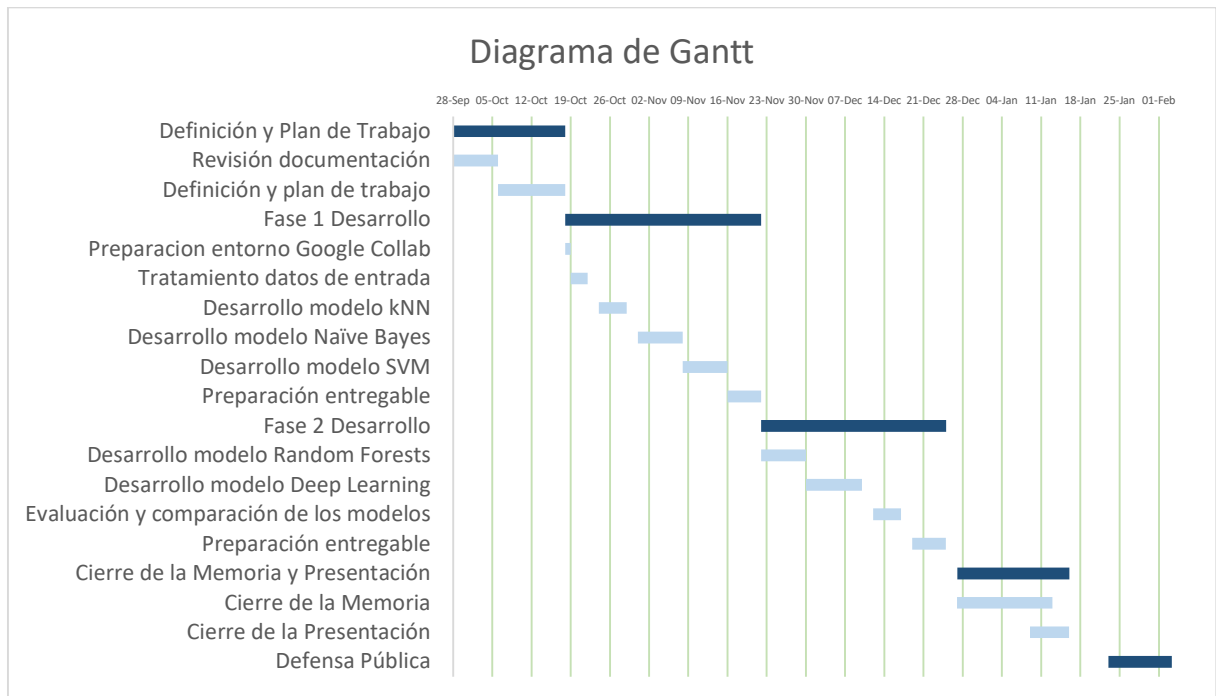 Diagrama de Gantt
28-Sep 05-Oct 12-Oct 19-Oct 26-Oct 02-Nov 09-Nov 16-Nov 23-Nov 30-Nov 07-Dec 14-Dec 21-Dec 28-Dec 04-Jan 11-Jan 18-Jan 25-Jan 01-Feb
Definición y Plan de Trabajo
Revisión documentación
Definición y plan de trabajo
Fase 1 Desarrollo
Preparacion entorno Google Collab
Tratamiento datos de entrada
Desarrollo modelo kNN
Desarrollo modelo Naïve Bayes
Desarrollo modelo SVM
Preparación entregable
Fase 2 Desarrollo
Desarrollo modelo Random Forests
Desarrollo modelo Deep Learning
Evaluación y comparación de los modelos
Preparación entregable
Cierre de la Memoria y Presentación
Cierre de la Memoria
Cierre de la Presentación
Defensa Pública